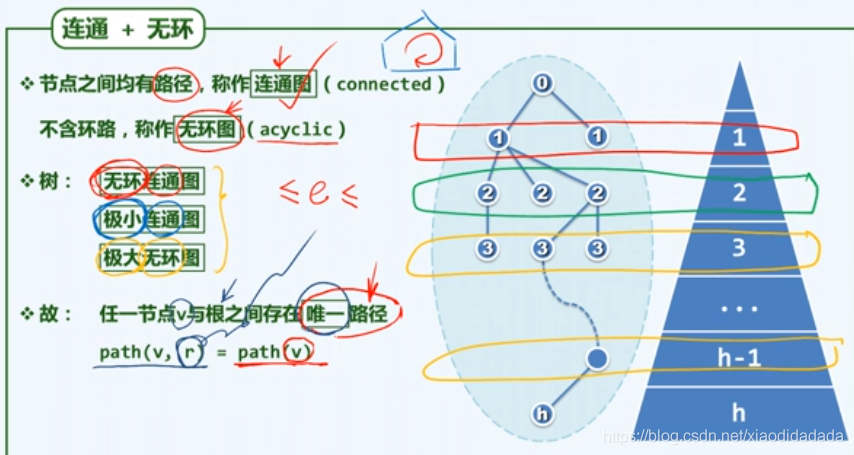 连通 + 无环
❖ 节点之间均有路径，称作连通图（connected）
不含环路，称作无环图（acyclic）
❖ 树： 无环连通图
极小连通图
极大无环图
≤ e ≤
❖ 故： 任一节点v与根之间存在唯一路径
path(v, r) = path(v)
0
1 1
2 2 2
3 3 3
h
1
2
3
...
h-1
h
https://blog.csdn.net/xiaodidadada